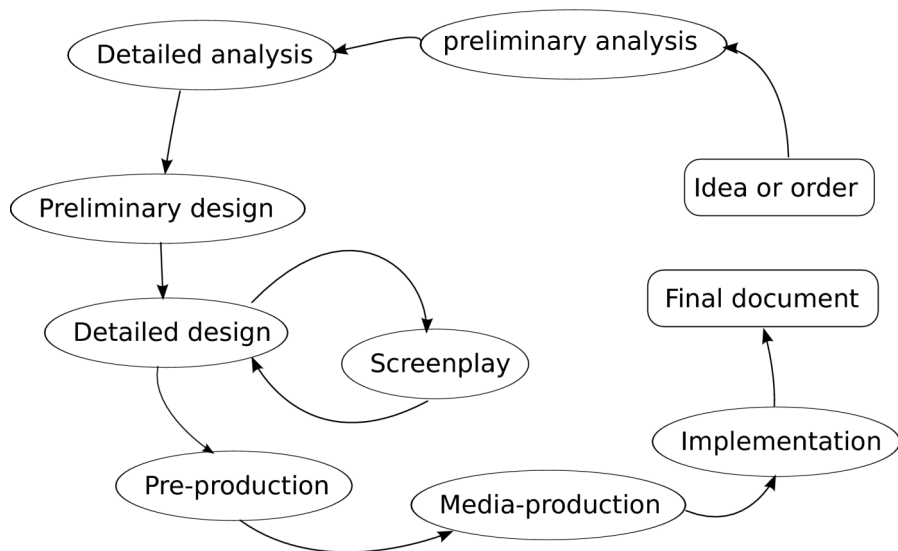 Detailed analysis
preliminary analysis
Idea or order
Preliminary design
Final document
Detailed design
Screenplay
Implementation
Pre-production
Media-production